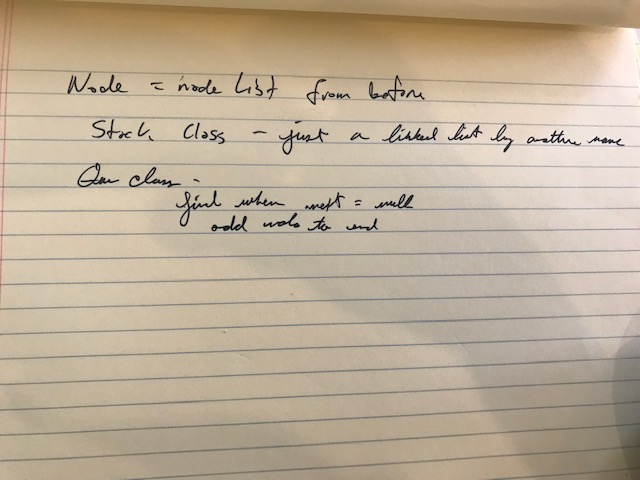 Node = node list from before
Stack Class - just a linked list by another name
Que class -
find when next = null
add node to end